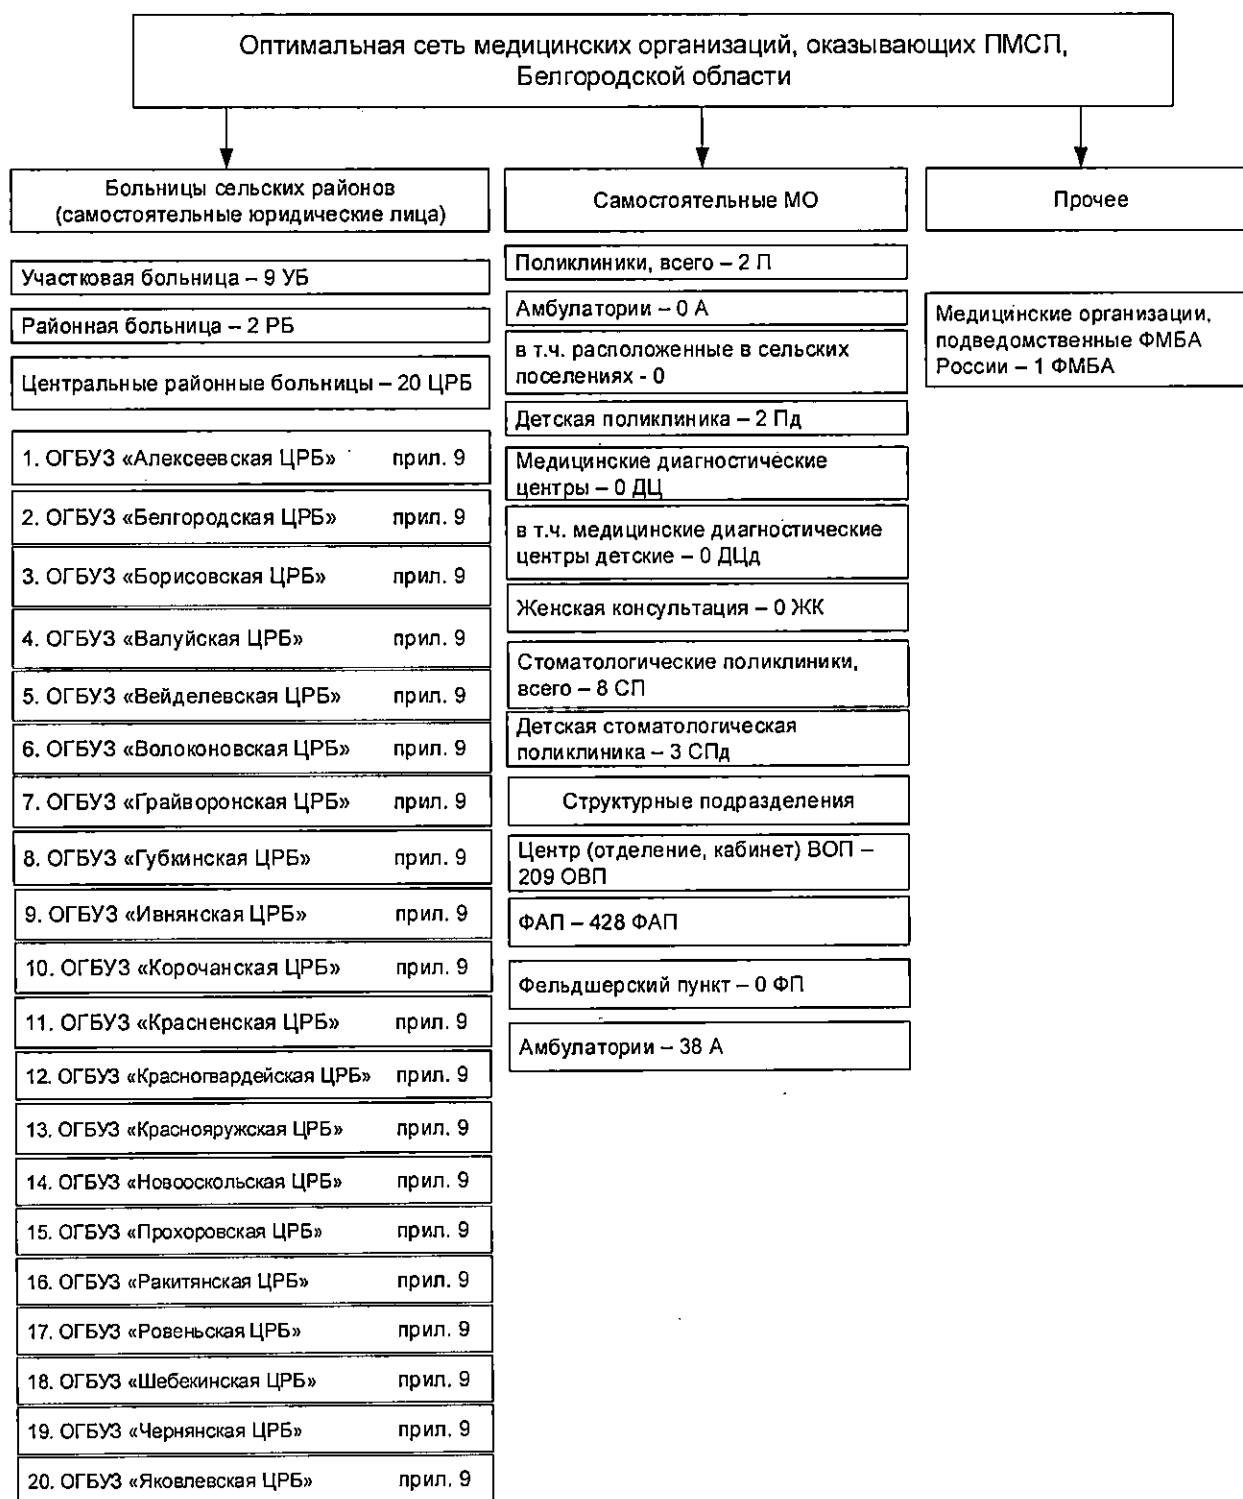 Оптимальная сеть медицинских организаций, оказывающих ПМСП,
Белгородской области
Больницы сельских районов
(самостоятельные юридические лица)
Участковая больница – 9 УБ
Районная больница – 2 РБ
Центральные районные больницы – 20 ЦРБ
1. ОГБУЗ «Алексеевская ЦРБ» прил. 9
2. ОГБУЗ «Белгородская ЦРБ» прил. 9
3. ОГБУЗ «Борисовская ЦРБ» прил. 9
4. ОГБУЗ «Валуйская ЦРБ» прил. 9
5. ОГБУЗ «Вейделевская ЦРБ» прил. 9
6. ОГБУЗ «Волоконовская ЦРБ» прил. 9
7. ОГБУЗ «Грайворонская ЦРБ» прил. 9
8. ОГБУЗ «Губкинская ЦРБ» прил. 9
9. ОГБУЗ «Ивнянская ЦРБ» прил. 9
10. ОГБУЗ «Корочанская ЦРБ» прил. 9
11. ОГБУЗ «Красненская ЦРБ» прил. 9
12. ОГБУЗ «Красногвардейская ЦРБ» прил. 9
13. ОГБУЗ «Краснояружская ЦРБ» прил. 9
14. ОГБУЗ «Новооскольская ЦРБ» прил. 9
15. ОГБУЗ «Прохоровская ЦРБ» прил. 9
16. ОГБУЗ «Ракитянская ЦРБ» прил. 9
17. ОГБУЗ «Ровеньская ЦРБ» прил. 9
18. ОГБУЗ «Шебекинская ЦРБ» прил. 9
19. ОГБУЗ «Чернянская ЦРБ» прил. 9
20. ОГБУЗ «Яковлевская ЦРБ» прил. 9
Самостоятельные МО
Поликлиники, всего – 2 П
Амбулатории – 0 А
в т.ч. расположенные в сельских
поселениях - 0
Детская поликлиника – 2 Пд
Медицинские диагностические
центры – 0 ДЦ
в т.ч. медицинские диагностические
центры детские – 0 ДЦд
Женская консультация – 0 ЖК
Стоматологические поликлиники,
всего – 8 СП
Детская стоматологическая
поликлиника – 3 СПд
Структурные подразделения
Центр (отделение, кабинет) ВОП –
209 ОВП
ФАП – 428 ФАП
Фельдшерский пункт – 0 ФП
Амбулатории – 38 А
Прочее
Медицинские организации,
подведомственные ФМБА
России – 1 ФМБА